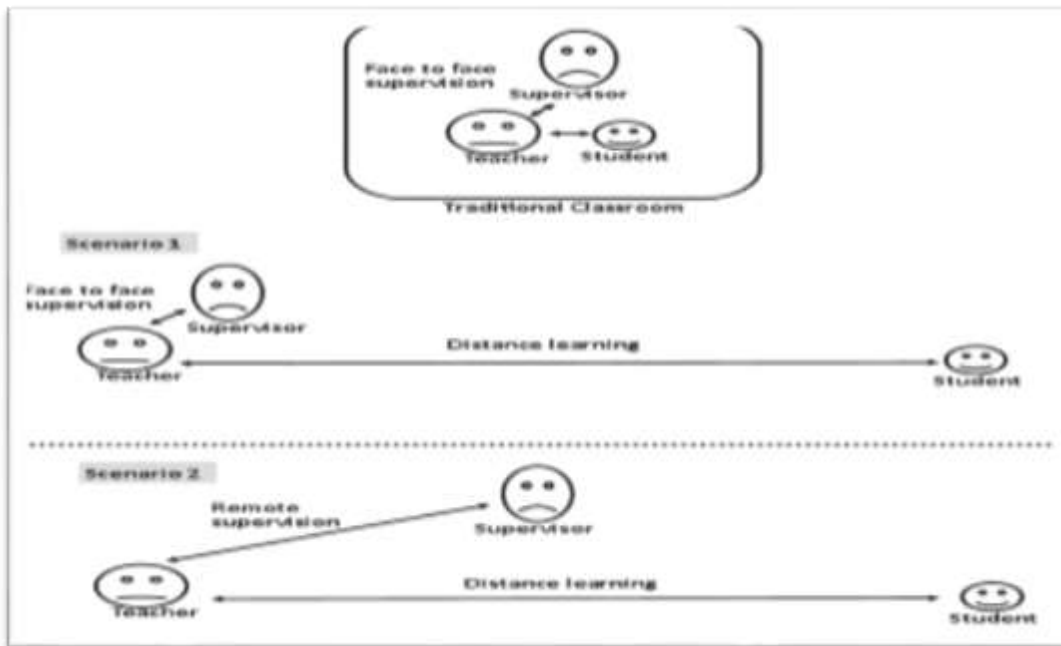 Face to face
supervision
Supervisor
Teacher
Student
Traditional Classroom
Scenario 1
Face to face
supervision
Supervisor
Distance learning
Teacher
Student
Scenario 2
Remote
supervision
Supervisor
Distance learning
Teacher
Student